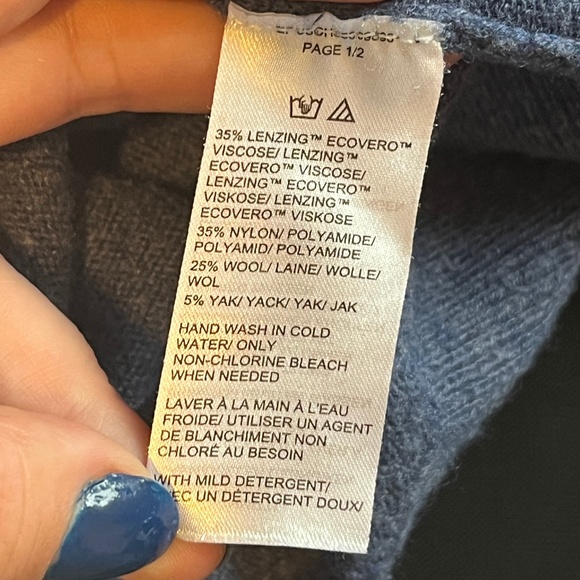 PAGE 1/2
35% LENZING™ ECOVERO™
VISCOSE/ LENZING™
ECOVERO™ VISCOSE/
LENZING™ ECOVERO™
VISKOSE/ LENZING™
ECOVERO™ VISKOSE
35% NYLON/ POLYAMIDE/
POLYAMID/ POLYAMIDE
25% WOOL/ LAINE/ WOLLE/
WOL
5% YAK/ YACK/ YAK/ JAK
HAND WASH IN COLD
WATER/ ONLY
NON-CHLORINE BLEACH
WHEN NEEDED
LAVER À LA MAIN À L'EAU
FROIDE/ UTILISER UN AGENT
DE BLANCHIMENT NON
CHLORÉ AU BESOIN
WITH MILD DETERGENT/
UN DÉTERGENT DOUX/